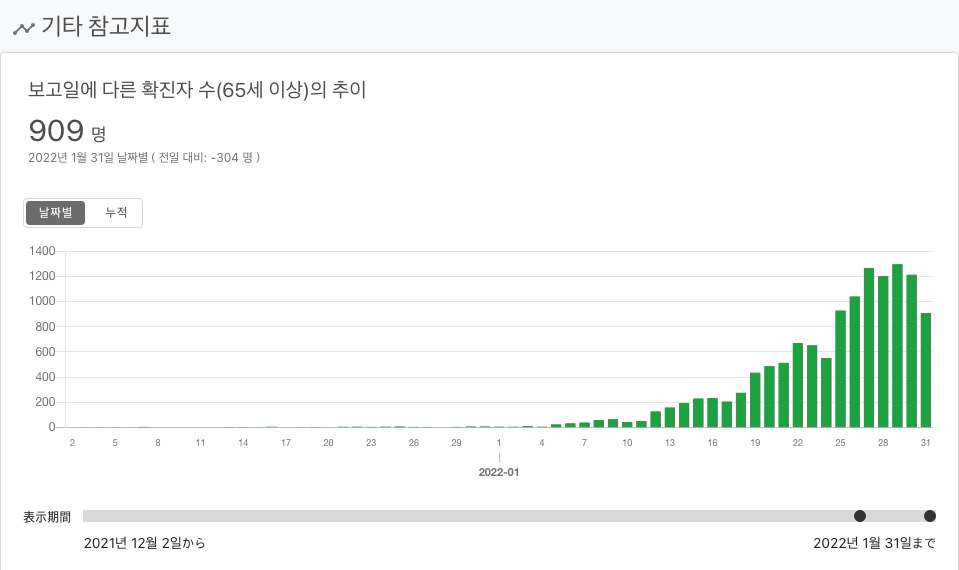 기타 참고지표
보고일에 다른 확진자 수(65세 이상)의 추이
909 명
2022년 1월 31일 날짜별 ( 전일 대비: -304 명 )
날짜별 누적
1400
1200
1000
800
600
400
200
0
2 5 8 11 14 17 20 23 26 29 1 4 7 10 13 16 19 22 25 28 31
2022-01
表示期間
2021년 12월 2일から 2022년 1월 31일まで